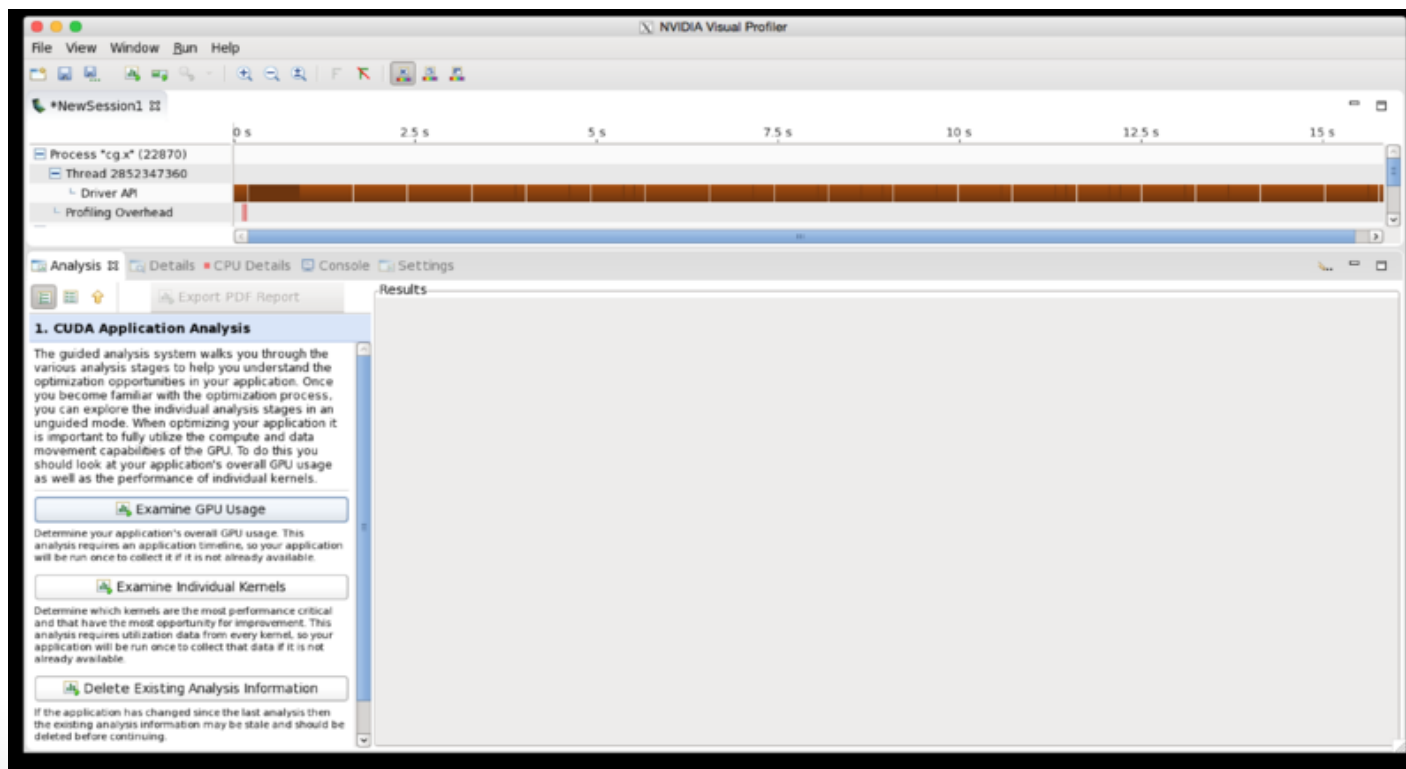 NVIDIA Visual Profiler
File View Window Run Help
*NewSession1
0 s 2.5 s 5 s 7.5 s 10 s 12.5 s 15 s
Process "cg.x" (22870)
Thread 2852347360
Driver API
Profiling Overhead
Analysis Details CPU Details Console Settings
Export PDF Report
Results
1. CUDA Application Analysis
The guided analysis system walks you through the
various analysis stages to help you understand the
optimization opportunities in your application. Once
you become familiar with the optimization process,
you can explore the individual analysis stages in an
unguided mode. When optimizing your application it
is important to fully utilize the compute and data
movement capabilities of the GPU. To do this you
should look at your application's overall GPU usage
as well as the performance of individual kernels.
Examine GPU Usage
Determine your application's overall GPU usage. This
analysis requires an application timeline, so your application
will be run once to collect it if it is not already available.
Examine Individual Kernels
Determine which kernels are the most performance critical
and that have the most opportunity for improvement. This
analysis requires utilization data from every kernel, so your
application will be run once to collect that data if it is not
already available.
Delete Existing Analysis Information
If the application has changed since the last analysis then
the existing analysis information may be stale and should be
deleted before continuing.